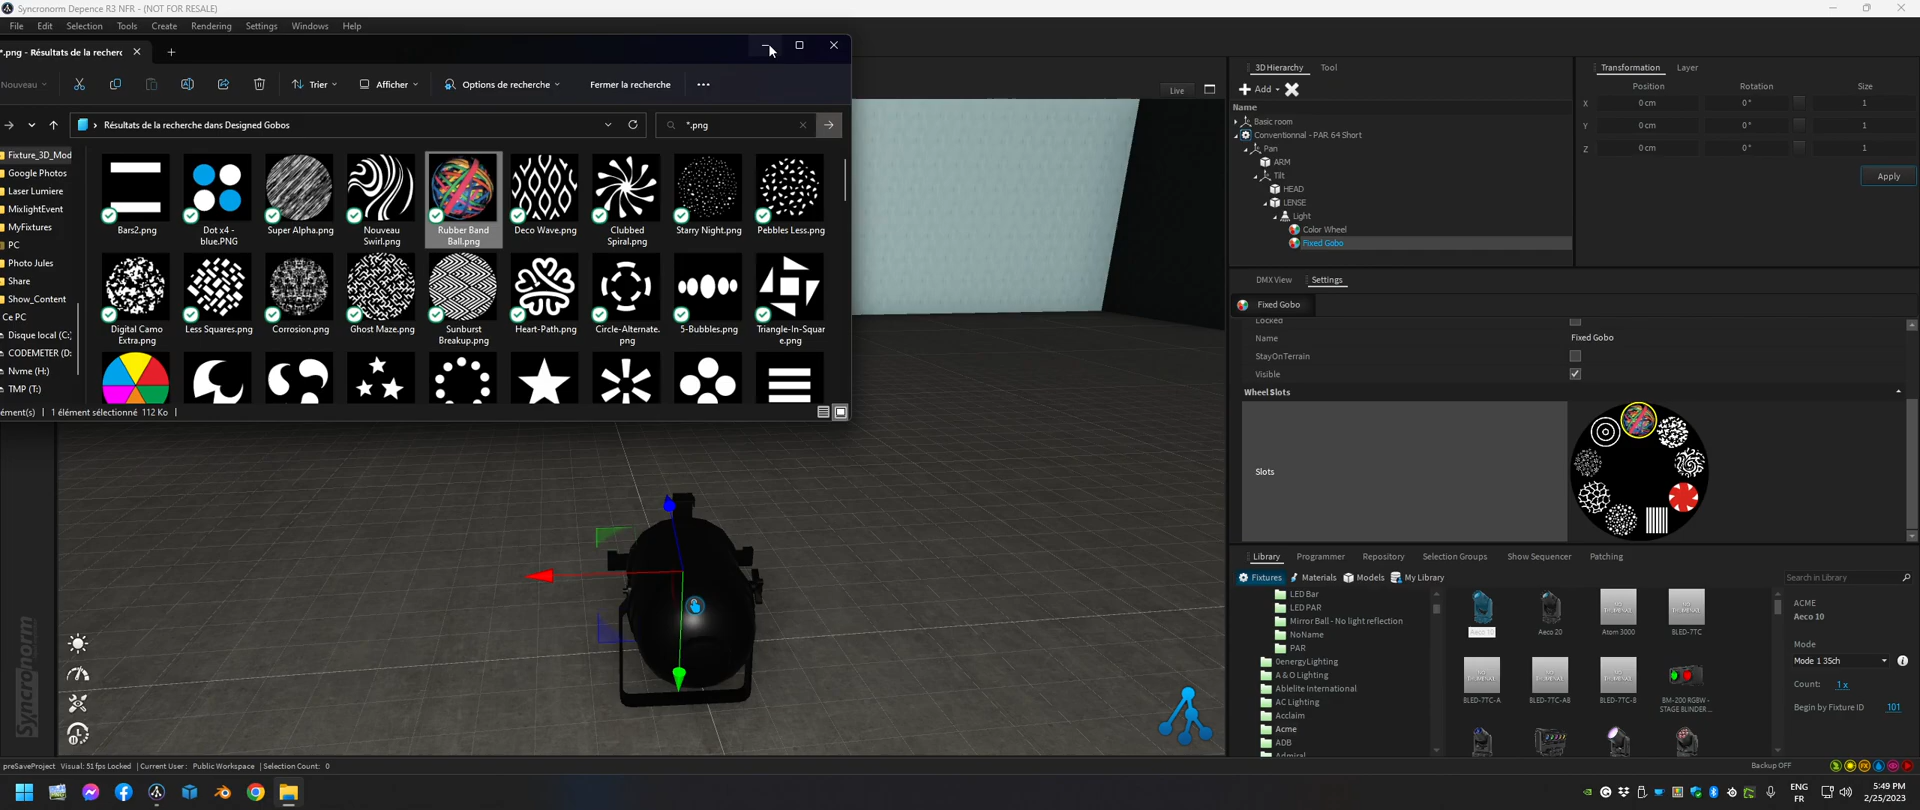 Syncronorm Depence R3 NFR - (NOT FOR RESALE)
File Edit Selection Tools Create Rendering Settings Windows Help
*.png - Résultats de la recherc
Nouveau Trier Afficher Options de recherche Fermer la recherche
Résultats de la recherche dans Designed Gobos *.png
Fixture_3D_Mod
Google Photos
Laser Lumiere
MixlightEvent
MyFixtures
PC
Photo Jules
Share
Show_Content
Ce PC
Disque local (C:
CODEMETER (D:
Nvme (H:)
TMP (T:)
Bars2.png
Dot x4 -
blue.PNG
Super Alpha.png
Nouveau
Swirl.png
Rubber Band
Ball.png
Deco Wave.png
Clubbed
Spiral.png
Starry Night.png
Pebbles Less.png
Digital Camo
Extra.png
Less Squares.png
Corrosion.png
Ghost Maze.png
Sunburst
Breakup.png
Heart-Path.png
Circle-Alternate.
png
5-Bubbles.png
Triangle-In-Squar
e.png
ément(s) 1 élément sélectionné 112 Ko
Live
3D Hierarchy Tool
Add
Name
Basic room
Conventionnal - PAR 64 Short
Pan
ARM
Tilt
HEAD
LENSE
Light
Color Wheel
Fixed Gobo
Transformation Layer
Position Rotation Size
X 0 cm 0 ° 1
Y 0 cm 0 ° 1
Z 0 cm 0 ° 1
Apply
DMX View Settings
Fixed Gobo
Locked
Name Fixed Gobo
StayOnTerrain
Visible
Wheel Slots
Slots
Library Programmer Repository Selection Groups Show Sequencer Patching
Fixtures Materials Models My Library Search in Library
LED Bar
LED PAR
Mirror Ball - No light reflection
NoName
PAR
0energyLighting
A & O Lighting
Ablelite International
AC Lighting
Acclaim
Acme
ADB
Admiral
Aeco 10
Aeco 20
Atom 3000
BLED-7TC
BLED-7TC-A
BLED-7TC-AB
BLED-7TC-B
BM-200 RGBW -
STAGE BLINDER...
ACME
Aeco 10
Mode
Mode 1 35ch
Count: 1 x
Begin by Fixture ID 101
Syncronorm
preSaveProject Visual: 51 fps Locked | Current User : Public Workspace | Selection Count: 0
Backup OFF
ENG
FR
5:49 PM
2/25/2023